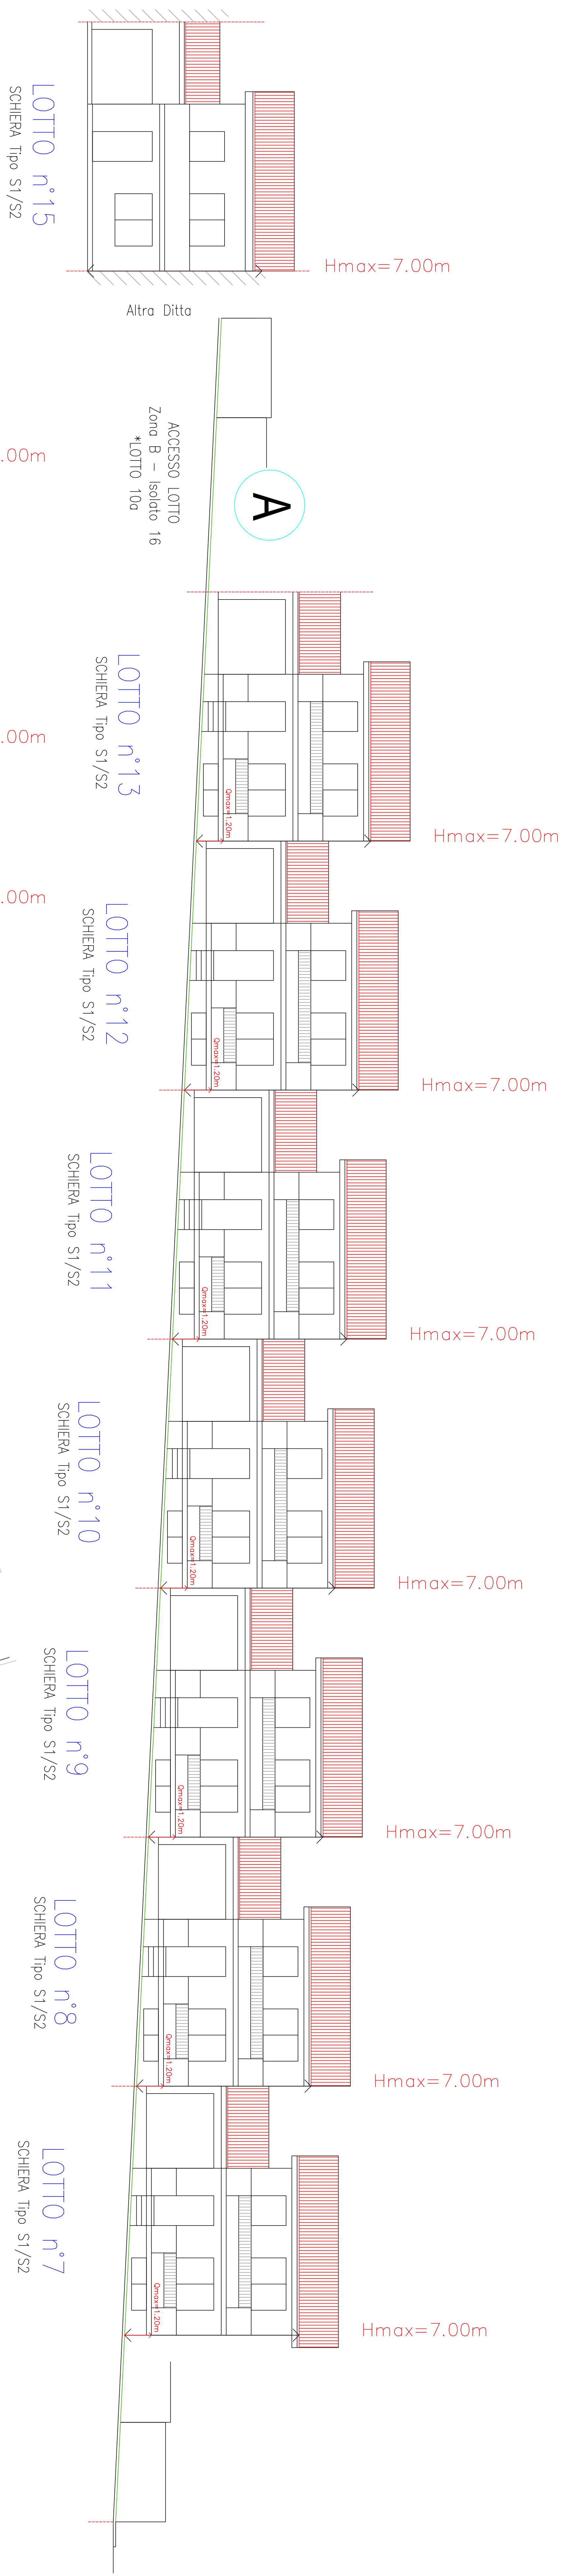 LOTTO n°15
SCHIERA Tipo S1/S2
Hmax=7.00m
Altra Ditta
ACCESSO LOTTO
Zona B - Isolato 16
*LOTTO 10a
A
.00m
LOTTO n°13
SCHIERA Tipo S1/S2
Qmax=1.20m
Hmax=7.00m
.00m
LOTTO n°12
SCHIERA Tipo S1/S2
Qmax=1.20m
Hmax=7.00m
.00m
LOTTO n°11
SCHIERA Tipo S1/S2
Qmax=1.20m
Hmax=7.00m
LOTTO n°10
SCHIERA Tipo S1/S2
Qmax=1.20m
Hmax=7.00m
LOTTO n°9
SCHIERA Tipo S1/S2
Qmax=1.20m
Hmax=7.00m
LOTTO n°8
SCHIERA Tipo S1/S2
Qmax=1.20m
Hmax=7.00m
LOTTO n°7
SCHIERA Tipo S1/S2
Qmax=1.20m
Hmax=7.00m